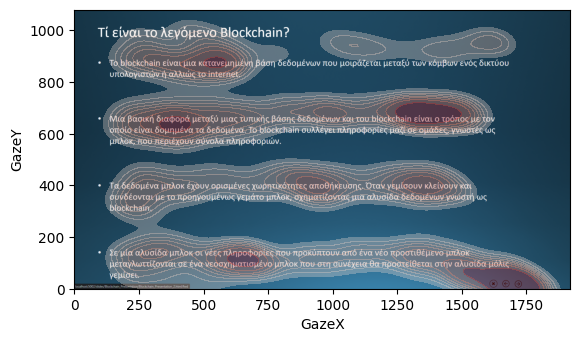 Τί είναι το λεγόμενο Blockchain?
• Το blockchain είναι μια κατανεμημένη βάση δεδομένων που μοιράζεται μεταξύ των κόμβων ενός δικτύου
υπολογιστών ή αλλιώς το internet.
• Μια βασική διαφορά μεταξύ μιας τυπικής βάσης δεδομένων και του blockchain είναι ο τρόπος με τον
οποίο είναι δομημένα τα δεδομένα. Το blockchain συλλέγει πληροφορίες μαζί σε ομάδες, γνωστές ως
μπλοκ, που περιέχουν σύνολα πληροφοριών.
• Τα δεδομένα μπλοκ έχουν ορισμένες χωρητικότητες αποθήκευσης. Όταν γεμίσουν κλείνουν και
συνδέονται με το προηγουμένως γεμάτο μπλοκ, σχηματίζοντας μια αλυσίδα δεδομένων γνωστή ως
blockchain.
• Σε μία αλυσίδα μπλοκ οι νέες πληροφορίες που προκύπτουν από ένα νέο προστιθέμενο μπλοκ
μεταγλωττίζονται σε ένα νεοσχηματισμένο μπλοκ που στη συνέχεια θα προστεθεί στην αλυσίδα μόλις
γεμίσει.
GazeY
1000
800
600
400
200
0
0 250 500 750 1000 1250 1500 1750
GazeX